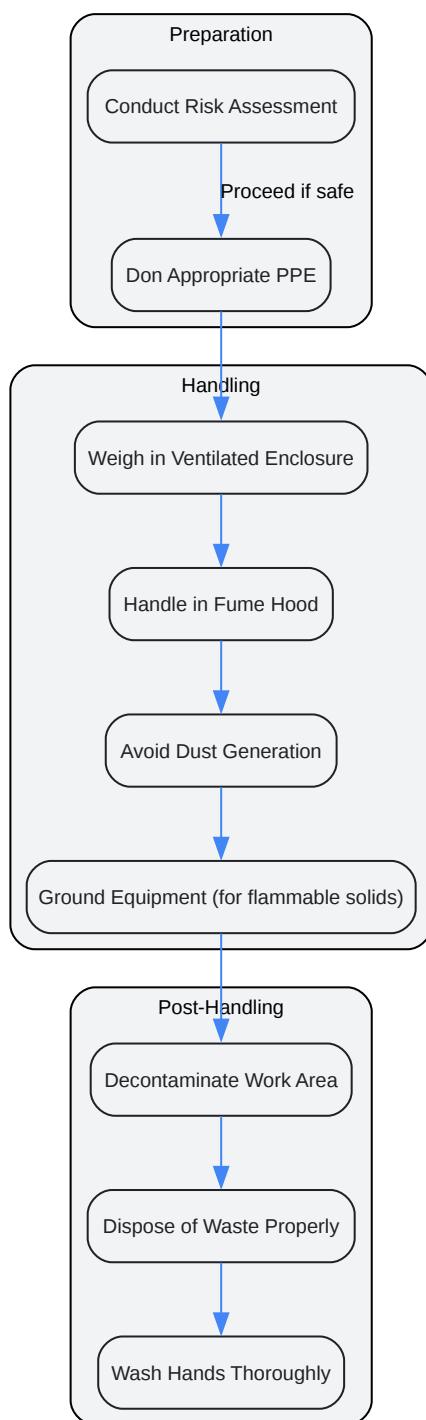 Preparation
Conduct Risk Assessment
Proceed if safe
Don Appropriate PPE
Handling
Weigh in Ventilated Enclosure
Handle in Fume Hood
Avoid Dust Generation
Ground Equipment (for flammable solids)
Post-Handling
Decontaminate Work Area
Dispose of Waste Properly
Wash Hands Thoroughly